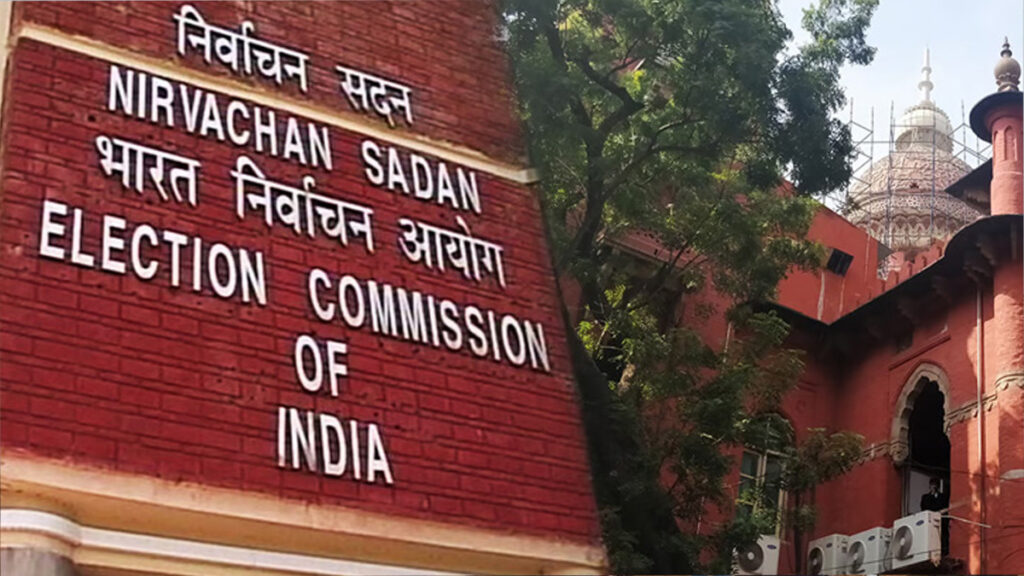 निर्वाचन सदन
NIRVACHAN SADAN
भारत निर्वाचन आयोग
ELECTION COMMISSION
OF
INDIA